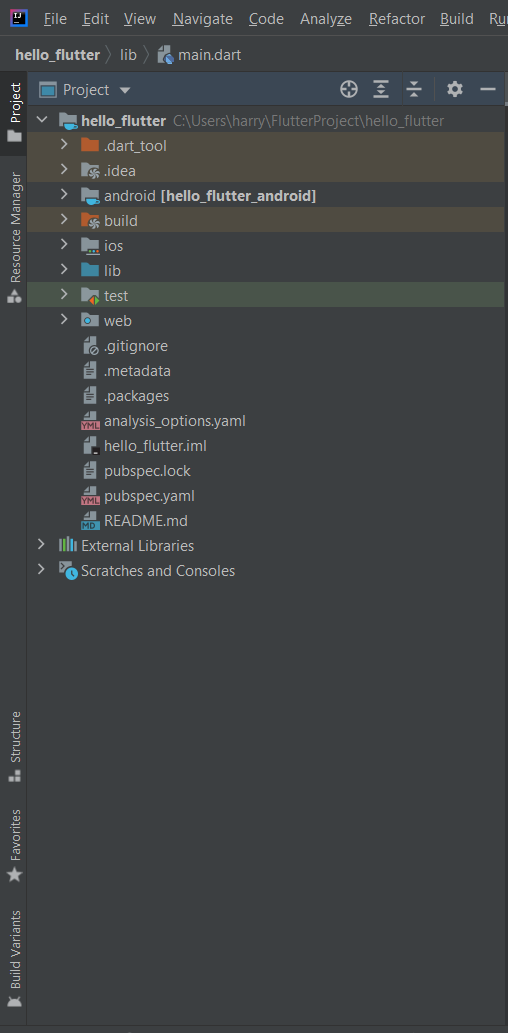 IJ File Edit View Navigate Code Analyze Refactor Build Ru
hello_flutter lib main.dart
Project
Project
hello_flutter C:\Users\harry\FlutterProject\hello_flutter
.dart_tool
.idea
android [hello_flutter_android]
build
ios
lib
test
web
.gitignore
.metadata
.packages
YML analysis_options.yaml
hello_flutter.iml
pubspec.lock
YML pubspec.yaml
MD README.md
External Libraries
Scratches and Consoles
Resource Manager
Structure
Favorites
Build Variants